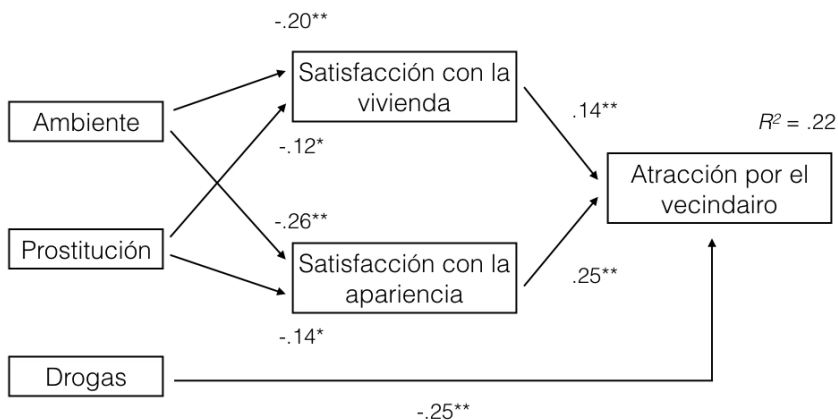 -.20**
Satisfacción con la
vivienda
Ambiente
.14**
R² = .22
-.12*
Atracción por el
vecindairo
Prostitución
-.26**
Satisfacción con la
apariencia
.25**
-.14*
Drogas
-.25**